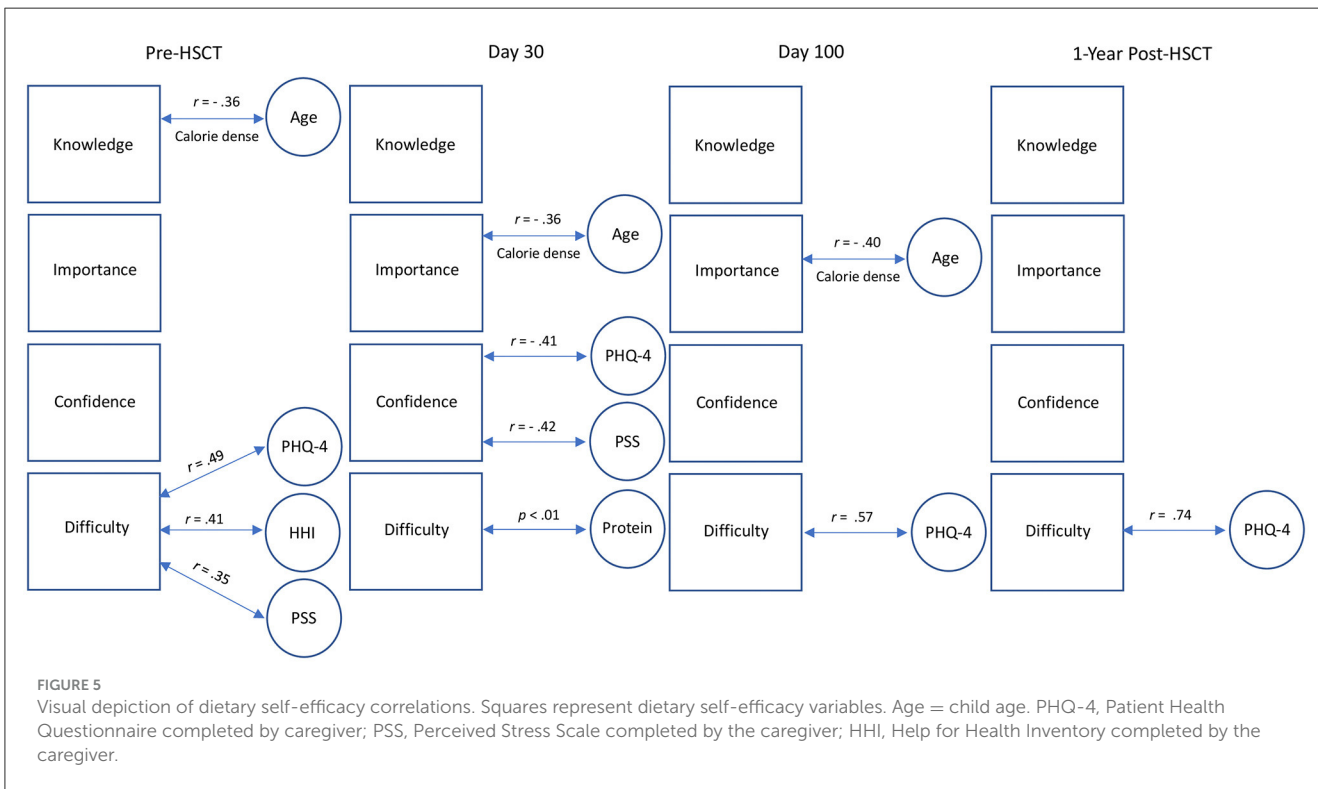 Pre-HSCT
Day 30
Day 100
1-Year Post-HSCT
Knowledge
r = - .36
Calorie dense
Age
Importance
Confidence
Difficulty
r = .49
PHQ-4
r = .41
HHI
r = .35
PSS
Knowledge
Importance
r = - .36
Calorie dense
Age
Confidence
r = - .41
PHQ-4
r = - .42
PSS
Difficulty
p < .01
Protein
Knowledge
Importance
r = - .40
Calorie dense
Age
Confidence
Difficulty
r = .57
PHQ-4
Knowledge
Importance
Confidence
Difficulty
r = .74
PHQ-4
FIGURE 5
Visual depiction of dietary self-efficacy correlations. Squares represent dietary self-efficacy variables. Age = child age. PHQ-4, Patient Health
Questionnaire completed by caregiver; PSS, Perceived Stress Scale completed by the caregiver; HHI, Help for Health Inventory completed by the
caregiver.